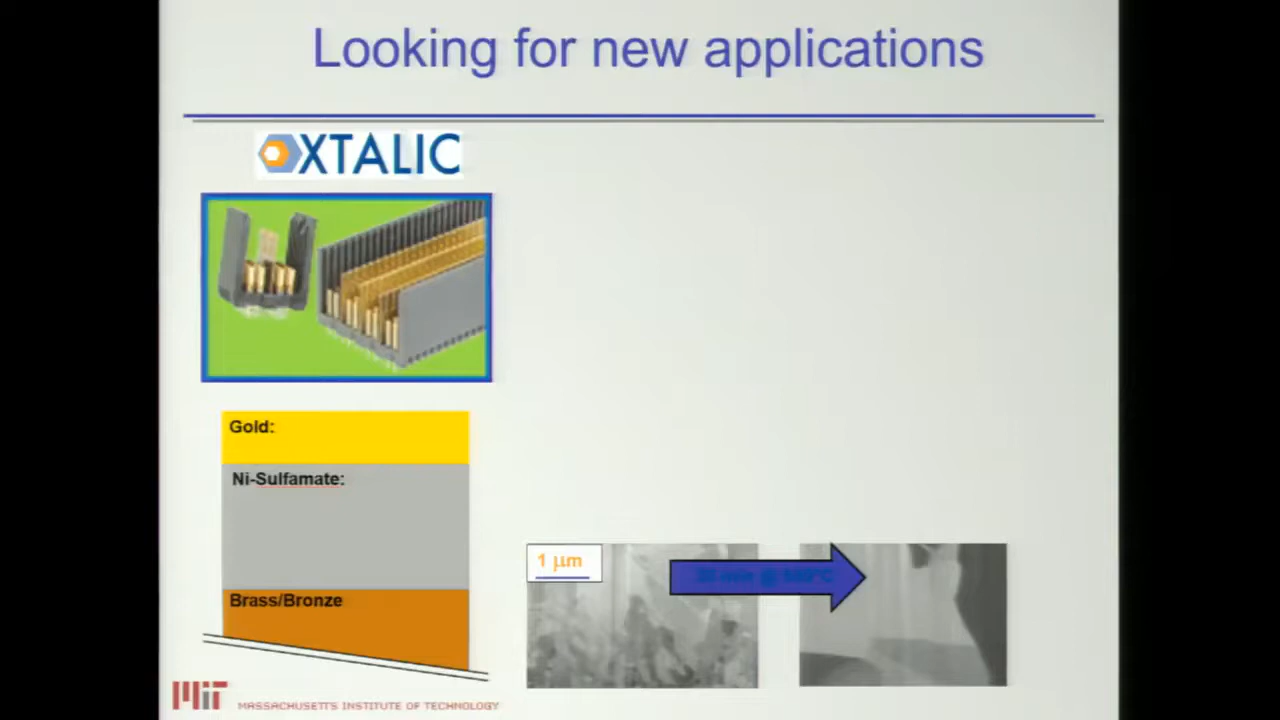 Looking for new applications
XTALIC
Gold:
Ni-Sulfamate:
Brass/Bronze
1 µm
MiT
MASSACHUSETTS INSTITUTE OF TECHNOLOGY